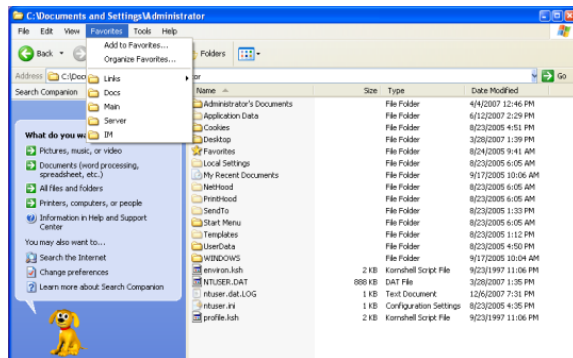 C:\Documents and Settings\Administrator
File Edit View Favorites Tools Help
Back Folders
Add to Favorites...
Organize Favorites...
Links
Docs
Main
Server
IM
Address C:\Doc or Go
Search Companion
What do you wa
Pictures, music, or video
Documents (word processing, spreadsheet, etc.)
All files and folders
Printers, computers, or people
Information in Help and Support Center
You may also want to...
Search the Internet
Change preferences
Learn more about Search Companion
Name Size Type Date Modified
Administrator's Documents File Folder 4/4/2007 12:46 PM
Application Data File Folder 6/12/2007 2:29 PM
Cookies File Folder 8/23/2005 4:51 PM
Desktop File Folder 3/28/2007 1:39 PM
Favorites File Folder 8/24/2005 9:41 AM
Local Settings File Folder 8/23/2005 6:05 AM
My Recent Documents File Folder 9/17/2005 10:06 AM
NetHood File Folder 8/23/2005 6:05 AM
PrintHood File Folder 8/23/2005 6:05 AM
SendTo File Folder 8/23/2005 1:33 PM
Start Menu File Folder 8/23/2005 6:05 AM
Templates File Folder 8/23/2005 1:12 PM
UserData File Folder 8/23/2005 4:50 PM
WINDOWS File Folder 9/17/2005 10:04 AM
environ.ksh 2 KB Kornshell Script File 9/23/1997 11:06 PM
NTUSER.DAT 888 KB DAT File 3/28/2007 1:35 PM
ntuser.dat.LOG 1 KB Text Document 12/6/2007 7:31 PM
ntuser.ini 1 KB Configuration Settings 8/23/2005 4:35 PM
profile.ksh 2 KB Kornshell Script File 9/23/1997 11:06 PM